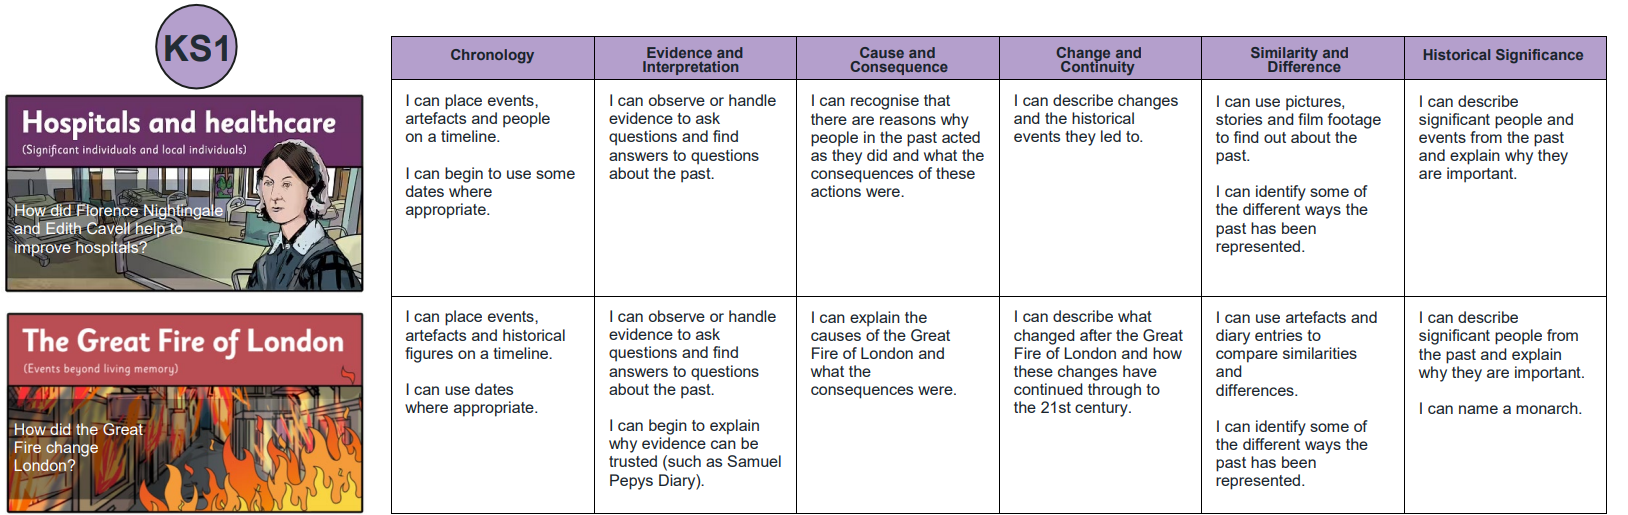 KS1
Hospitals and healthcare
(Significant individuals and local individuals)
How did Florence Nightingale
and Edith Cavell help to
improve hospitals?
The Great Fire of London
(Events beyond living memory)
How did the Great
Fire change
London?
Chronology
Evidence and
Interpretation
Cause and
Consequence
Change and
Continuity
Similarity and
Difference
Historical Significance
I can place events,
artefacts and people
on a timeline.
I can begin to use some
dates where
appropriate.
I can observe or handle
evidence to ask
questions and find
answers to questions
about the past.
I can recognise that
there are reasons why
people in the past acted
as they did and what the
consequences of these
actions were.
I can describe changes
and the historical
events they led to.
I can use pictures,
stories and film footage
to find out about the
past.
I can identify some of
the different ways the
past has been
represented.
I can describe
significant people and
events from the past
and explain why they
are important.
I can place events,
artefacts and historical
figures on a timeline.
I can use dates
where appropriate.
I can observe or handle
evidence to ask
questions and find
answers to questions
about the past.
I can begin to explain
why evidence can be
trusted (such as Samuel
Pepys Diary).
I can explain the
causes of the Great
Fire of London and
what the
consequences were.
I can describe what
changed after the Great
Fire of London and how
these changes have
continued through to
the 21st century.
I can use artefacts and
diary entries to
compare similarities
and
differences.
I can identify some of
the different ways the
past has been
represented.
I can describe
significant people from
the past and explain
why they are important.
I can name a monarch.